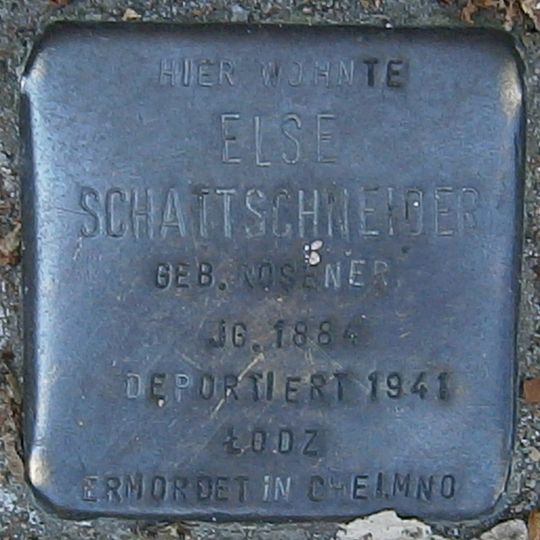 HIER WOHNTE
ELSE
SCHATTSCHNEIDER
GEB. ROSENER
JG. 1884
DEPORTIERT 1941
ŁODZ
ERMORDET IN CHELMNO